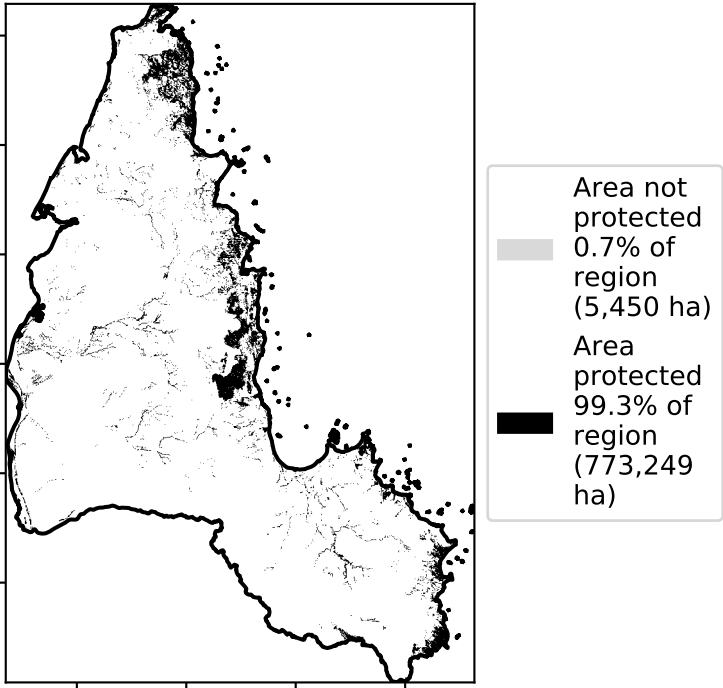 Area not
protected
0.7% of
region
(5,450 ha)
Area
protected
99.3% of
region
(773,249
ha)